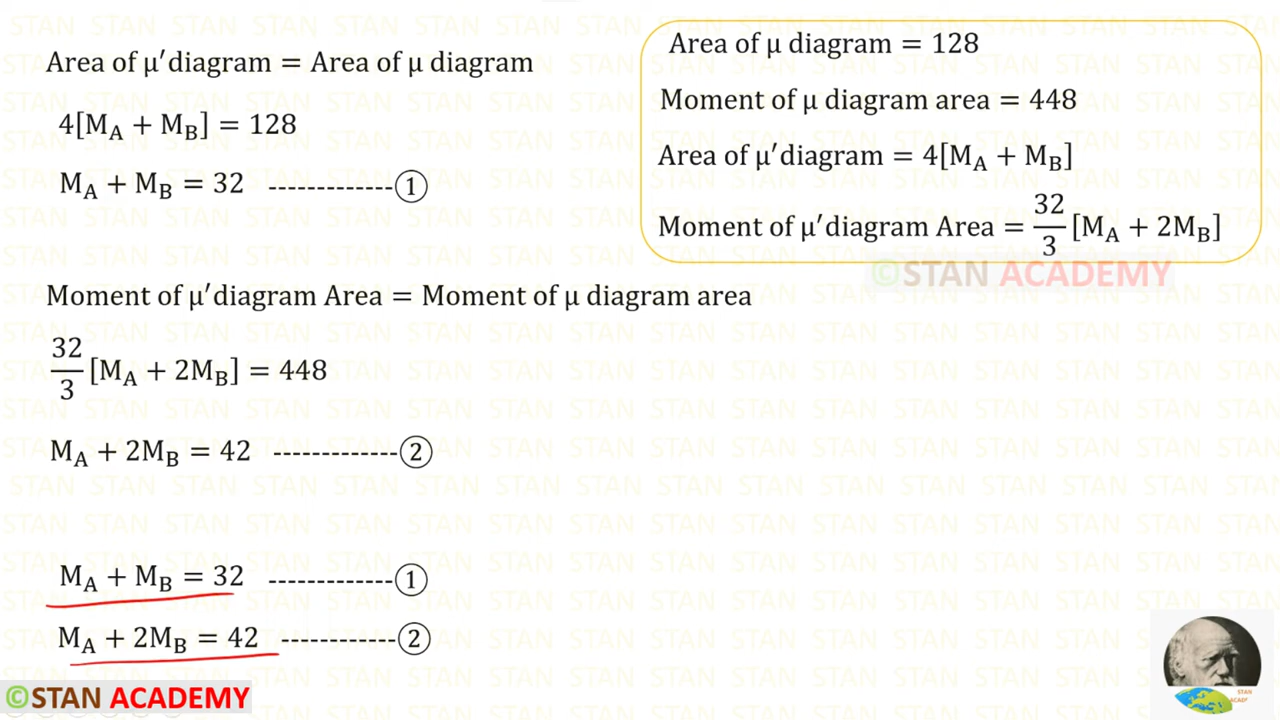 Area of μ′diagram = Area of μ diagram
4[M_A + M_B] = 128
M_A + M_B = 32 ------------- ①
Moment of μ′diagram Area = Moment of μ diagram area
32/3 [M_A + 2M_B] = 448
M_A + 2M_B = 42 ------------- ②
M_A + M_B = 32 ------------- ①
M_A + 2M_B = 42 ------------- ②
©STAN ACADEMY
Area of μ diagram = 128
Moment of μ diagram area = 448
Area of μ′diagram = 4[M_A + M_B]
Moment of μ′diagram Area = 32/3 [M_A + 2M_B]
©STAN ACADEMY
STAN